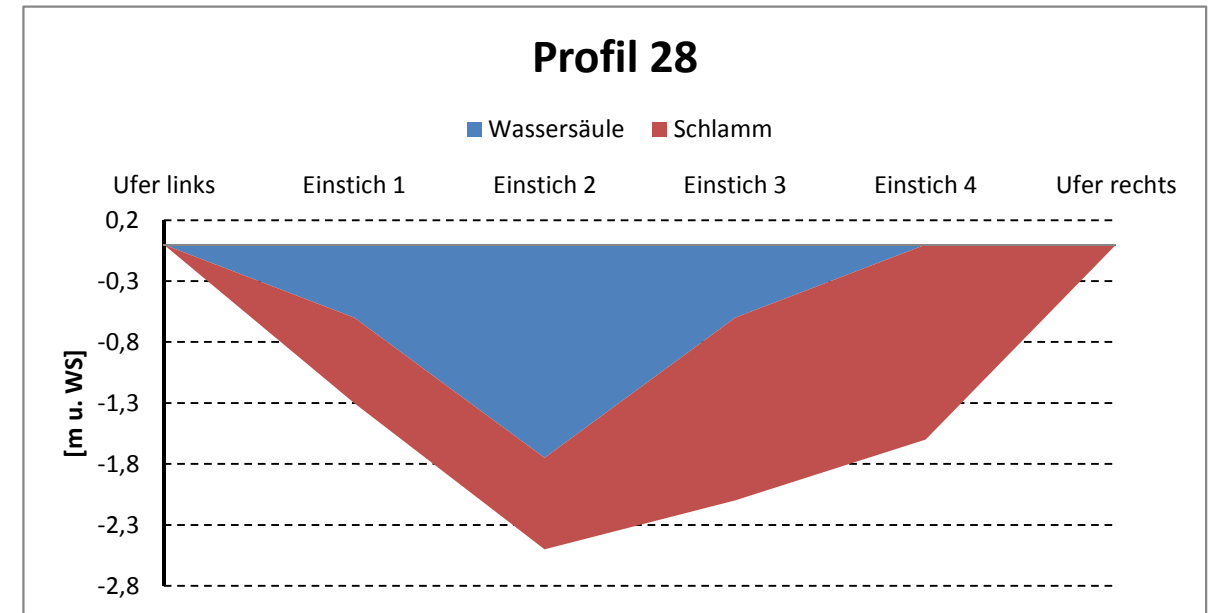 Profil 28
Wassersäule Schlamm
Ufer links Einstich 1 Einstich 2 Einstich 3 Einstich 4 Ufer rechts
0,2
-0,3
-0,8
-1,3
-1,8
-2,3
-2,8
[m u. WS]